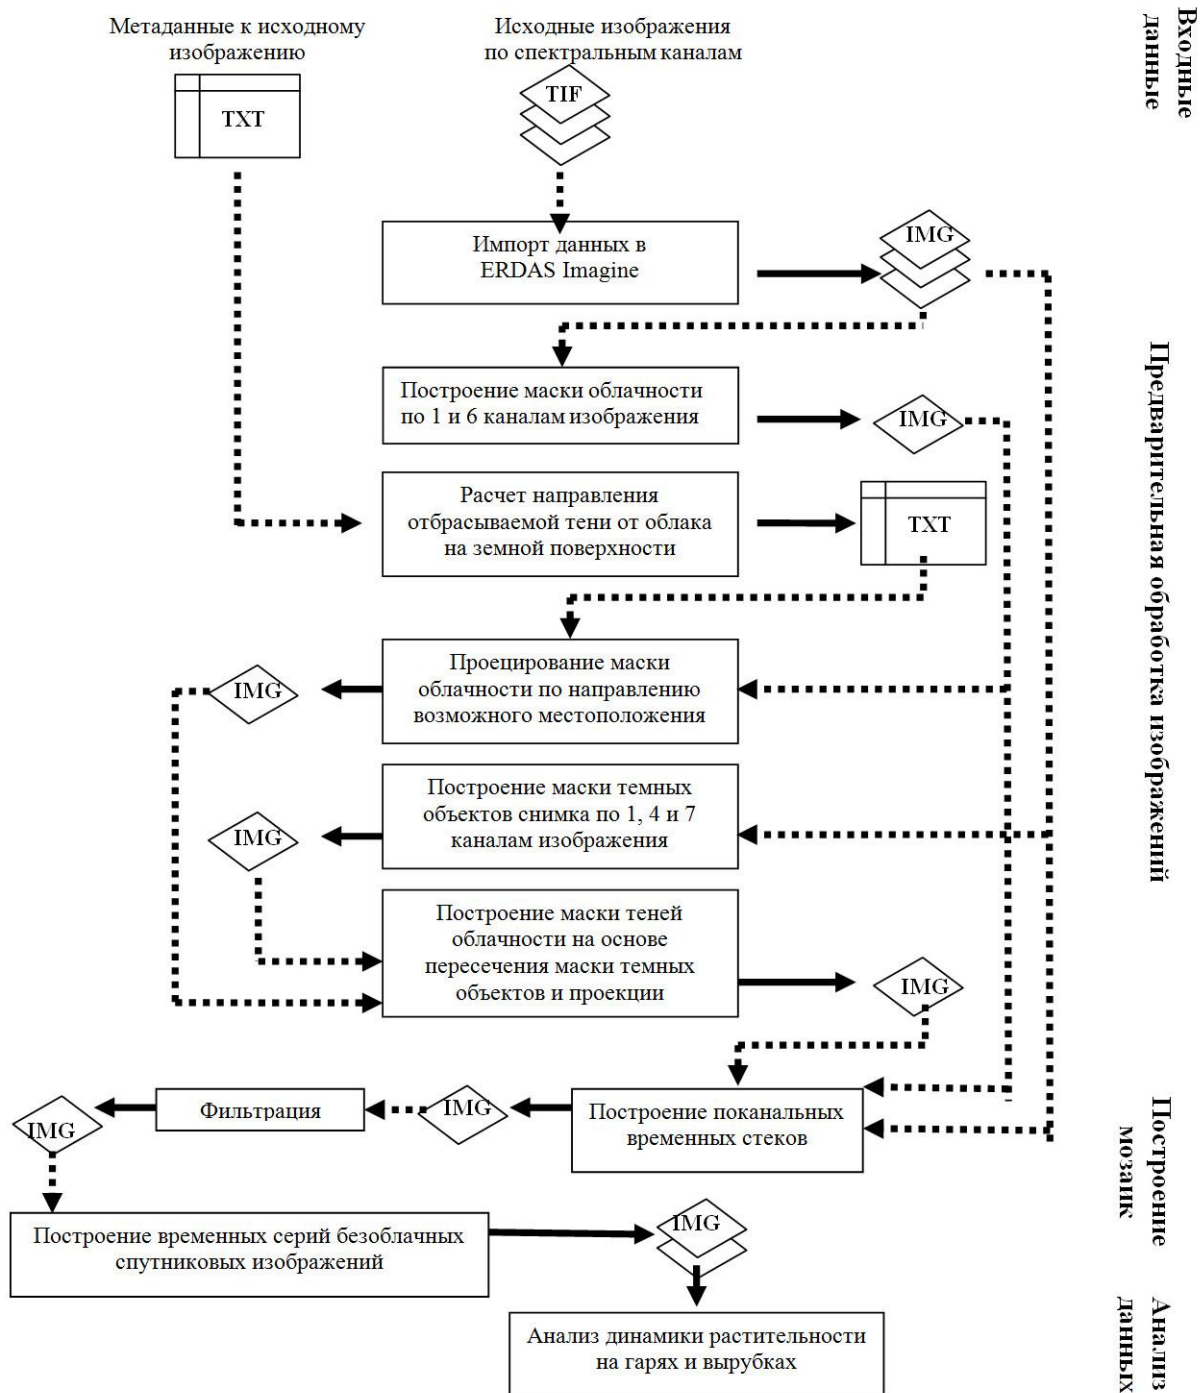 Метаданные к исходному
изображению
Исходные изображения
по спектральным каналам
Входные
данные
TXT
TIF
Импорт данных в
ERDAS Imagine
IMG
Построение маски облачности
по 1 и 6 каналам изображения
IMG
Предварительная обработка изображений
Расчет направления
отбрасываемой тени от облака
на земной поверхности
TXT
Проецирование маски
облачности по направлению
возможного местоположения
IMG
Построение маски темных
объектов снимка по 1, 4 и 7
каналам изображения
IMG
Построение маски теней
облачности на основе
пересечения маски темных
объектов и проекции
IMG
Построение поканальных
временных стеков
IMG
Фильтрация
IMG
Построение
мозаик
Построение временных серий безоблачных
спутниковых изображений
IMG
Анализ динамики растительности
на гарях и вырубках
Анализ
данных